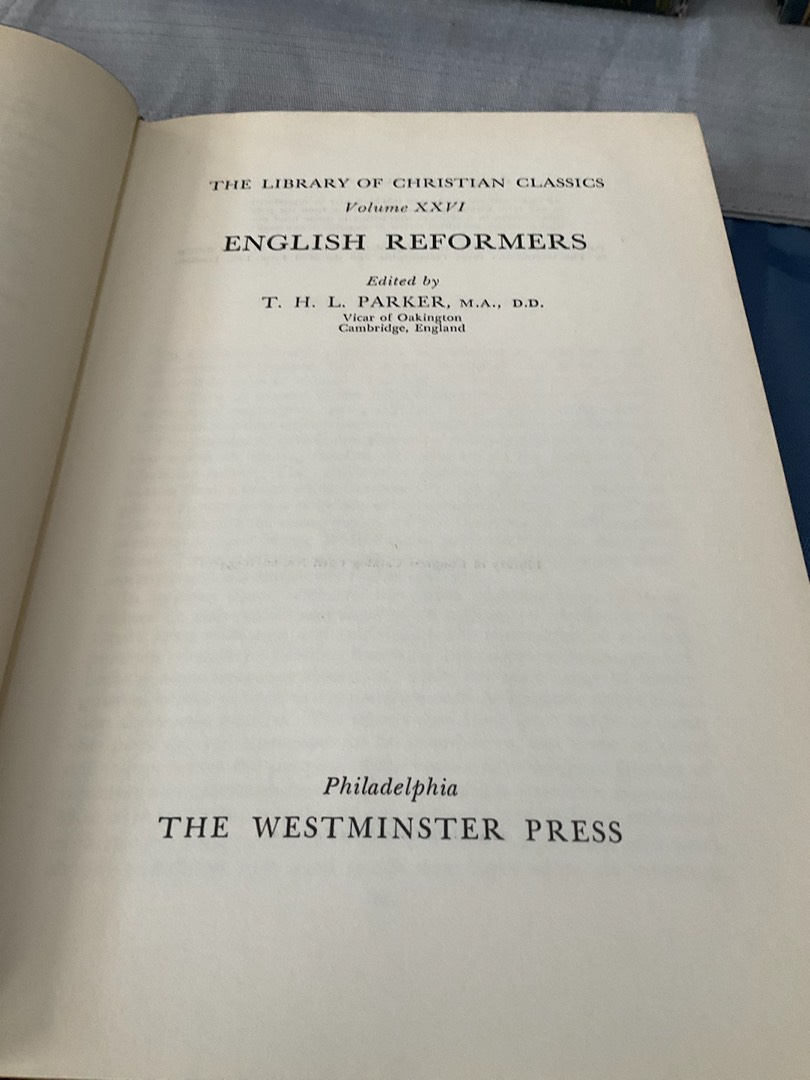 THE LIBRARY OF CHRISTIAN CLASSICS
Volume XXVI
ENGLISH REFORMERS
Edited by
T. H. L. PARKER, M.A., D.D.
Vicar of Oakington
Cambridge, England
Philadelphia
THE WESTMINSTER PRESS